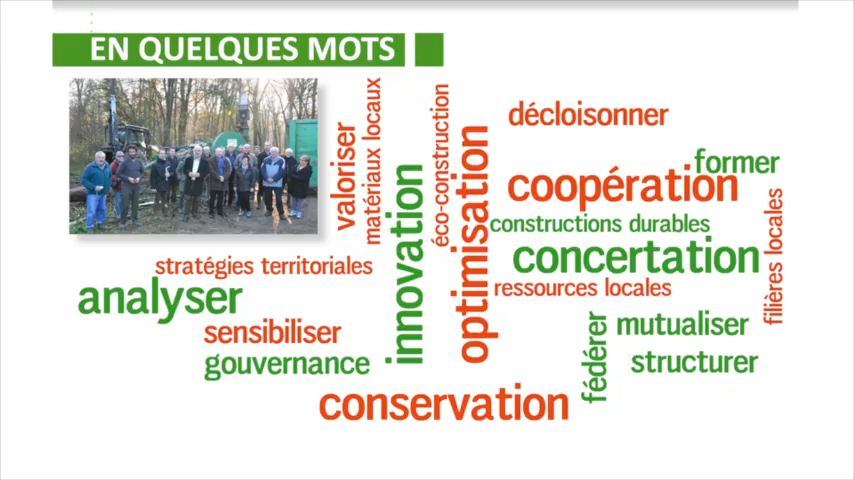 EN QUELQUES MOTS
valoriser
matériaux locaux
innovation
éco-construction
optimisation
décloisonner
former
coopération
constructions durables
concertation
ressources locales
filières locales
stratégies territoriales
analyser
sensibiliser
gouvernance
fédérer
mutualiser
structurer
conservation